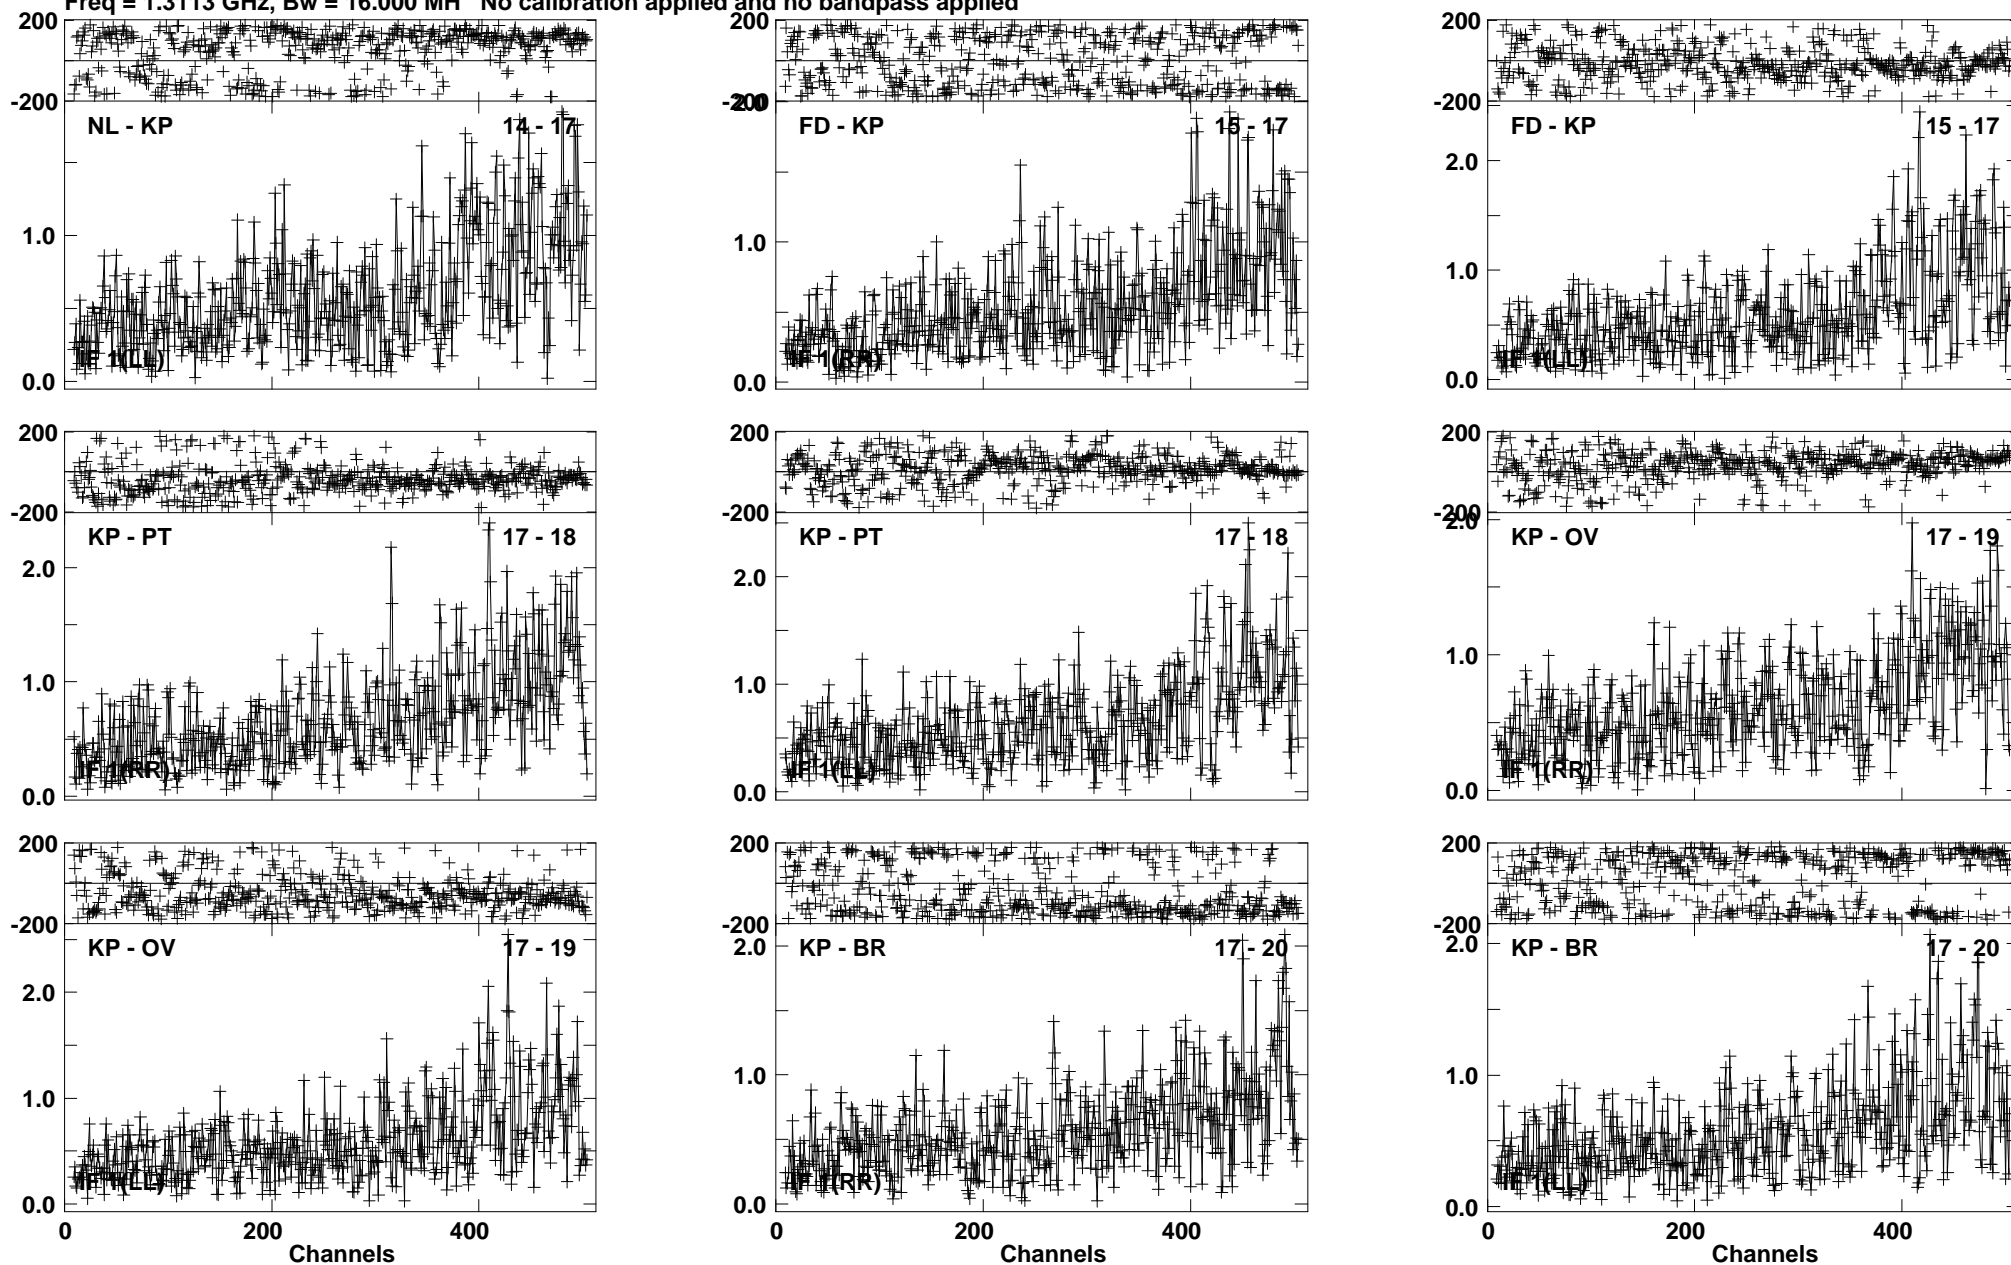 Freq = 1.3113 GHz, Bw = 16.000 MH No calibration applied and no bandpass applied
200 200 200
-200 -200 -200
2.0
NL - KP 14 - 17 FD - KP 15 - 17 FD - KP 15 - 17
2.0
1.0 1.0 1.0
IF 1(LL) IF 1(RR) IF 1(LL)
0.0 0.0 0.0
200 200 200
-200 -200 -200
2.0
KP - PT 17 - 18 KP - PT 17 - 18 KP - OV 17 - 19
2.0 2.0
1.0 1.0 1.0
IF 1(RR) IF 1(LL) IF 1(RR)
0.0 0.0 0.0
200 200 200
-200 -200 -200
KP - OV 17 - 19 KP - BR 17 - 20 KP - BR 17 - 20
2.0 2.0 2.0
1.0 1.0 1.0
IF 1(LL) IF 1(RR) IF 1(LL)
0.0 0.0 0.0
0 200 400 0 200 400 0 200 400
Channels Channels Channels